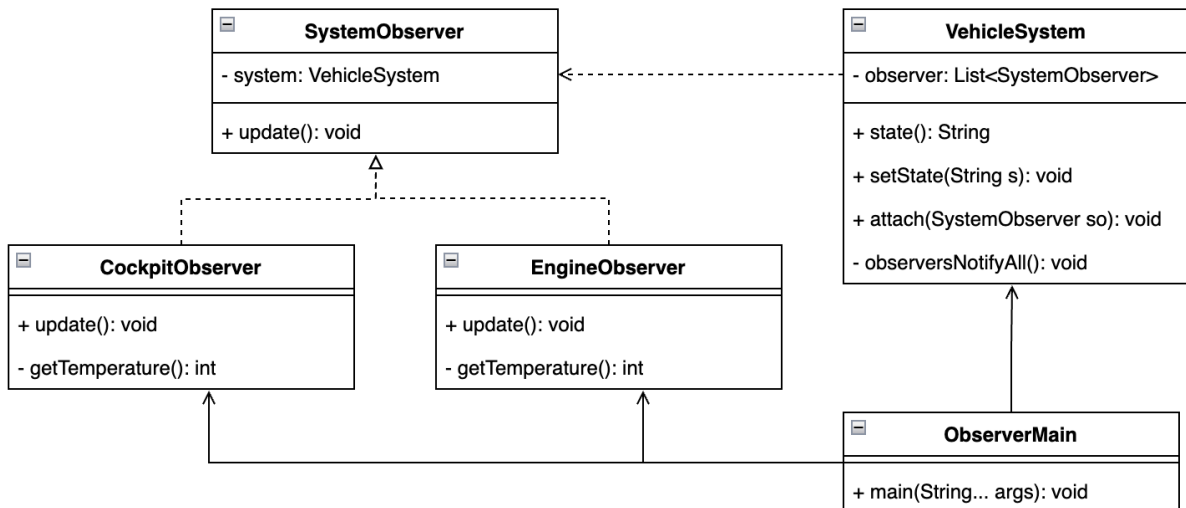 SystemObserver
- system: VehicleSystem
+ update(): void
VehicleSystem
- observer: List<SystemObserver>
+ state(): String
+ setState(String s): void
+ attach(SystemObserver so): void
- observersNotifyAll(): void
CockpitObserver
+ update(): void
- getTemperature(): int
EngineObserver
+ update(): void
- getTemperature(): int
ObserverMain
+ main(String... args): void